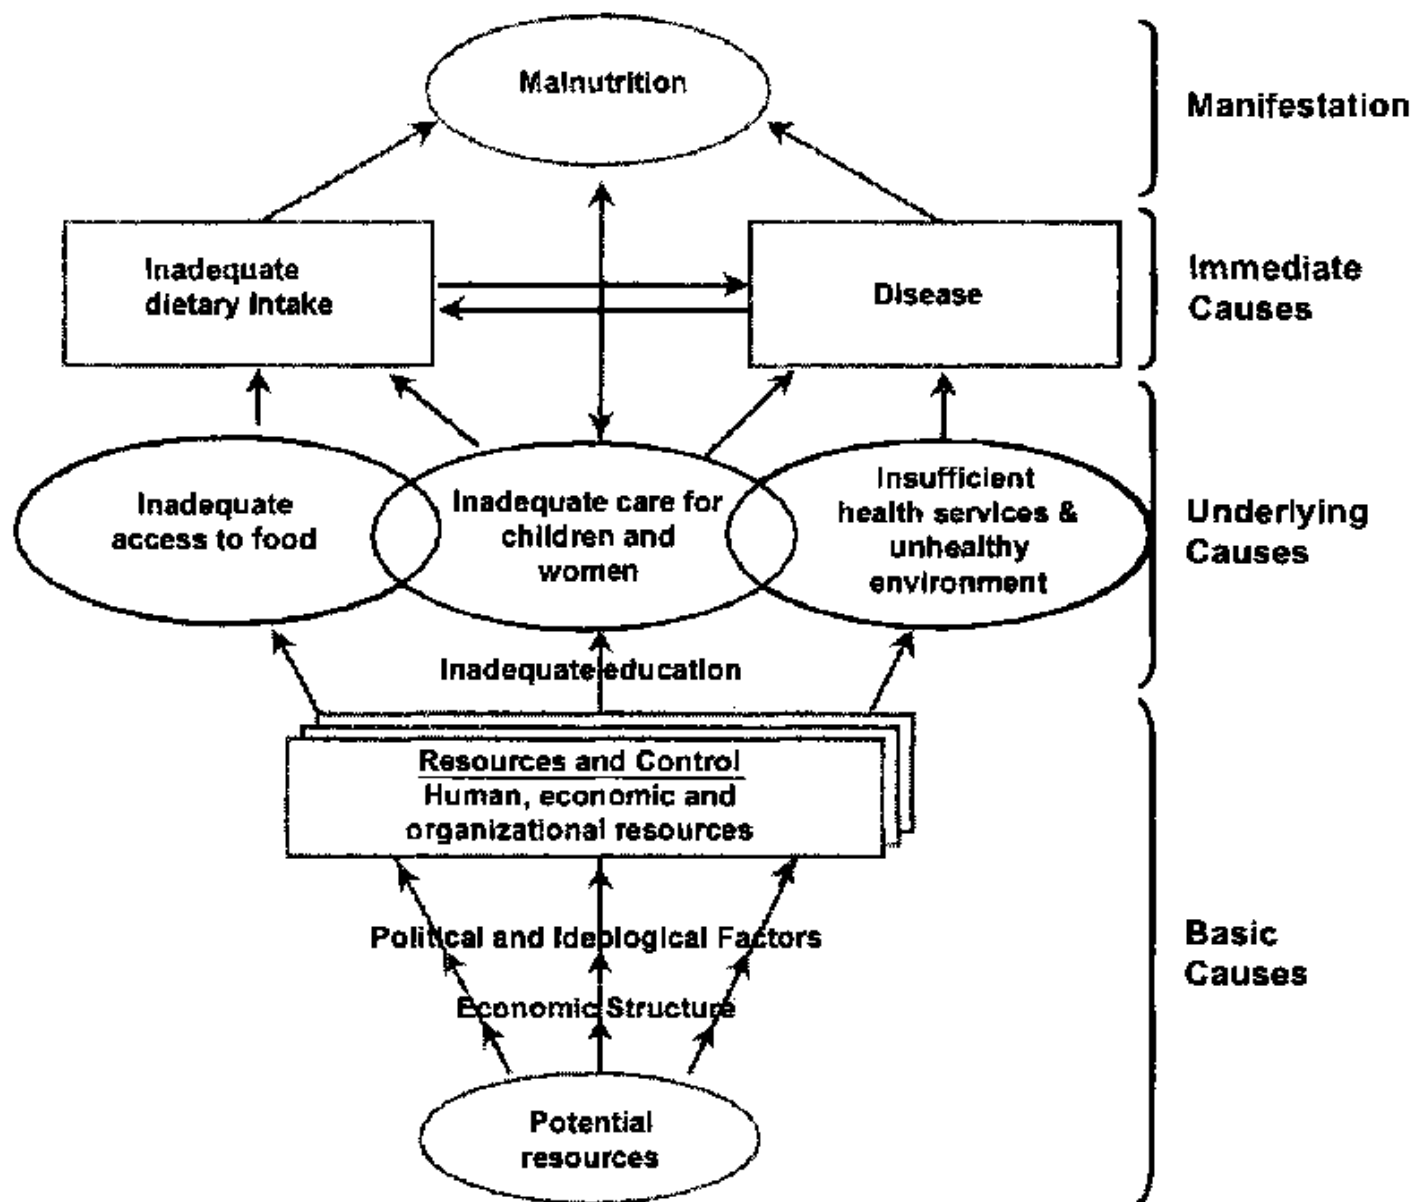 Malnutrition
Manifestation
Inadequate
dietary Intake
Disease
Immediate
Causes
Inadequate
access to food
Inadequate care for
children and
women
Insufficient
health services &
unhealthy
environment
Underlying
Causes
Inadequate education
Resources and Control
Human, economic and
organizational resources
Political and Ideological Factors
Economic Structure
Basic
Causes
Potential
resources